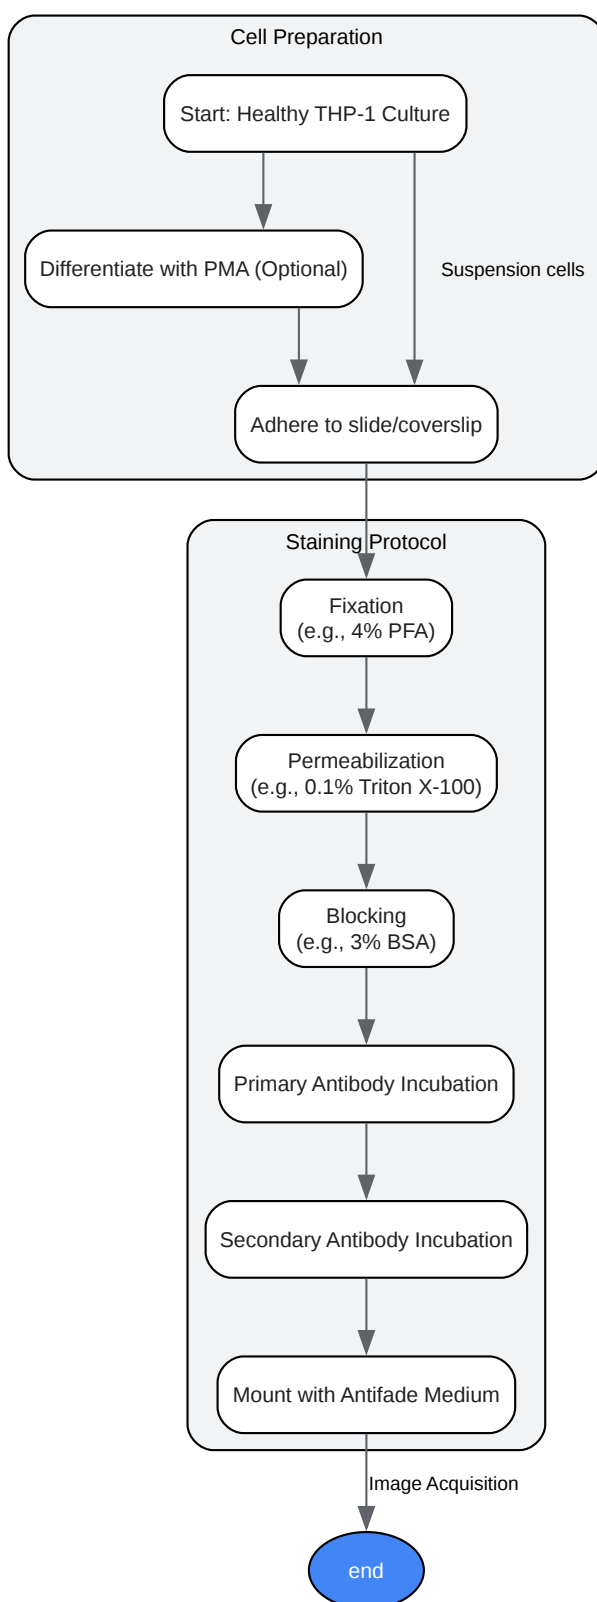 Cell Preparation
Start: Healthy THP-1 Culture
Differentiate with PMA (Optional)
Suspension cells
Adhere to slide/coverslip
Staining Protocol
Fixation
(e.g., 4% PFA)
Permeabilization
(e.g., 0.1% Triton X-100)
Blocking
(e.g., 3% BSA)
Primary Antibody Incubation
Secondary Antibody Incubation
Mount with Antifade Medium
Image Acquisition
end